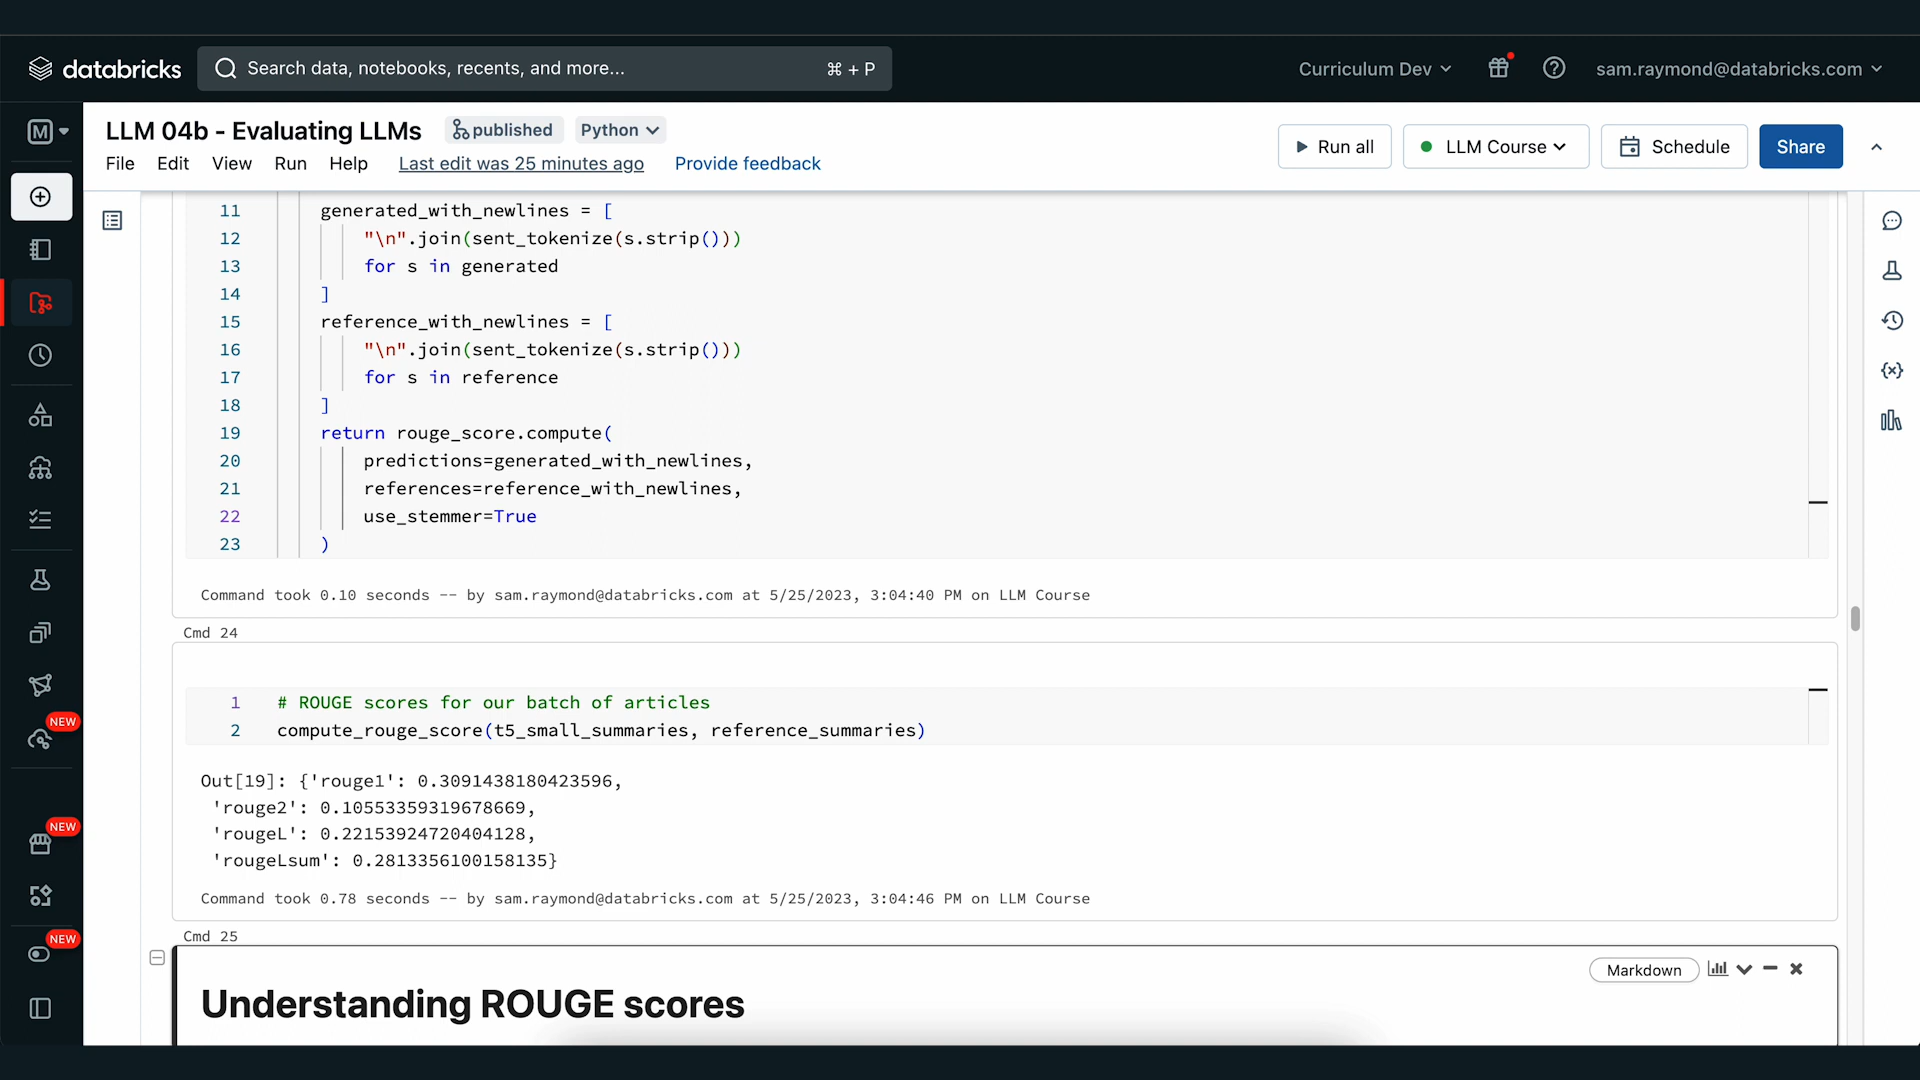 databricks
Search data, notebooks, recents, and more...
⌘ + P
Curriculum Dev
sam.raymond@databricks.com
M
LLM 04b - Evaluating LLMs
published
Python
File Edit View Run Help Last edit was 25 minutes ago Provide feedback
Run all
LLM Course
Schedule
Share
11 generated_with_newlines = [
12 "\n".join(sent_tokenize(s.strip()))
13 for s in generated
14 ]
15 reference_with_newlines = [
16 "\n".join(sent_tokenize(s.strip()))
17 for s in reference
18 ]
19 return rouge_score.compute(
20 predictions=generated_with_newlines,
21 references=reference_with_newlines,
22 use_stemmer=True
23 )
Command took 0.10 seconds -- by sam.raymond@databricks.com at 5/25/2023, 3:04:40 PM on LLM Course
Cmd 24
1 # ROUGE scores for our batch of articles
2 compute_rouge_score(t5_small_summaries, reference_summaries)
NEW
Out[19]: {'rouge1': 0.3091438180423596,
'rouge2': 0.10553359319678669,
'rougeL': 0.22153924720404128,
'rougeLsum': 0.2813356100158135}
NEW
Command took 0.78 seconds -- by sam.raymond@databricks.com at 5/25/2023, 3:04:46 PM on LLM Course
Cmd 25
NEW
Markdown
Understanding ROUGE scores